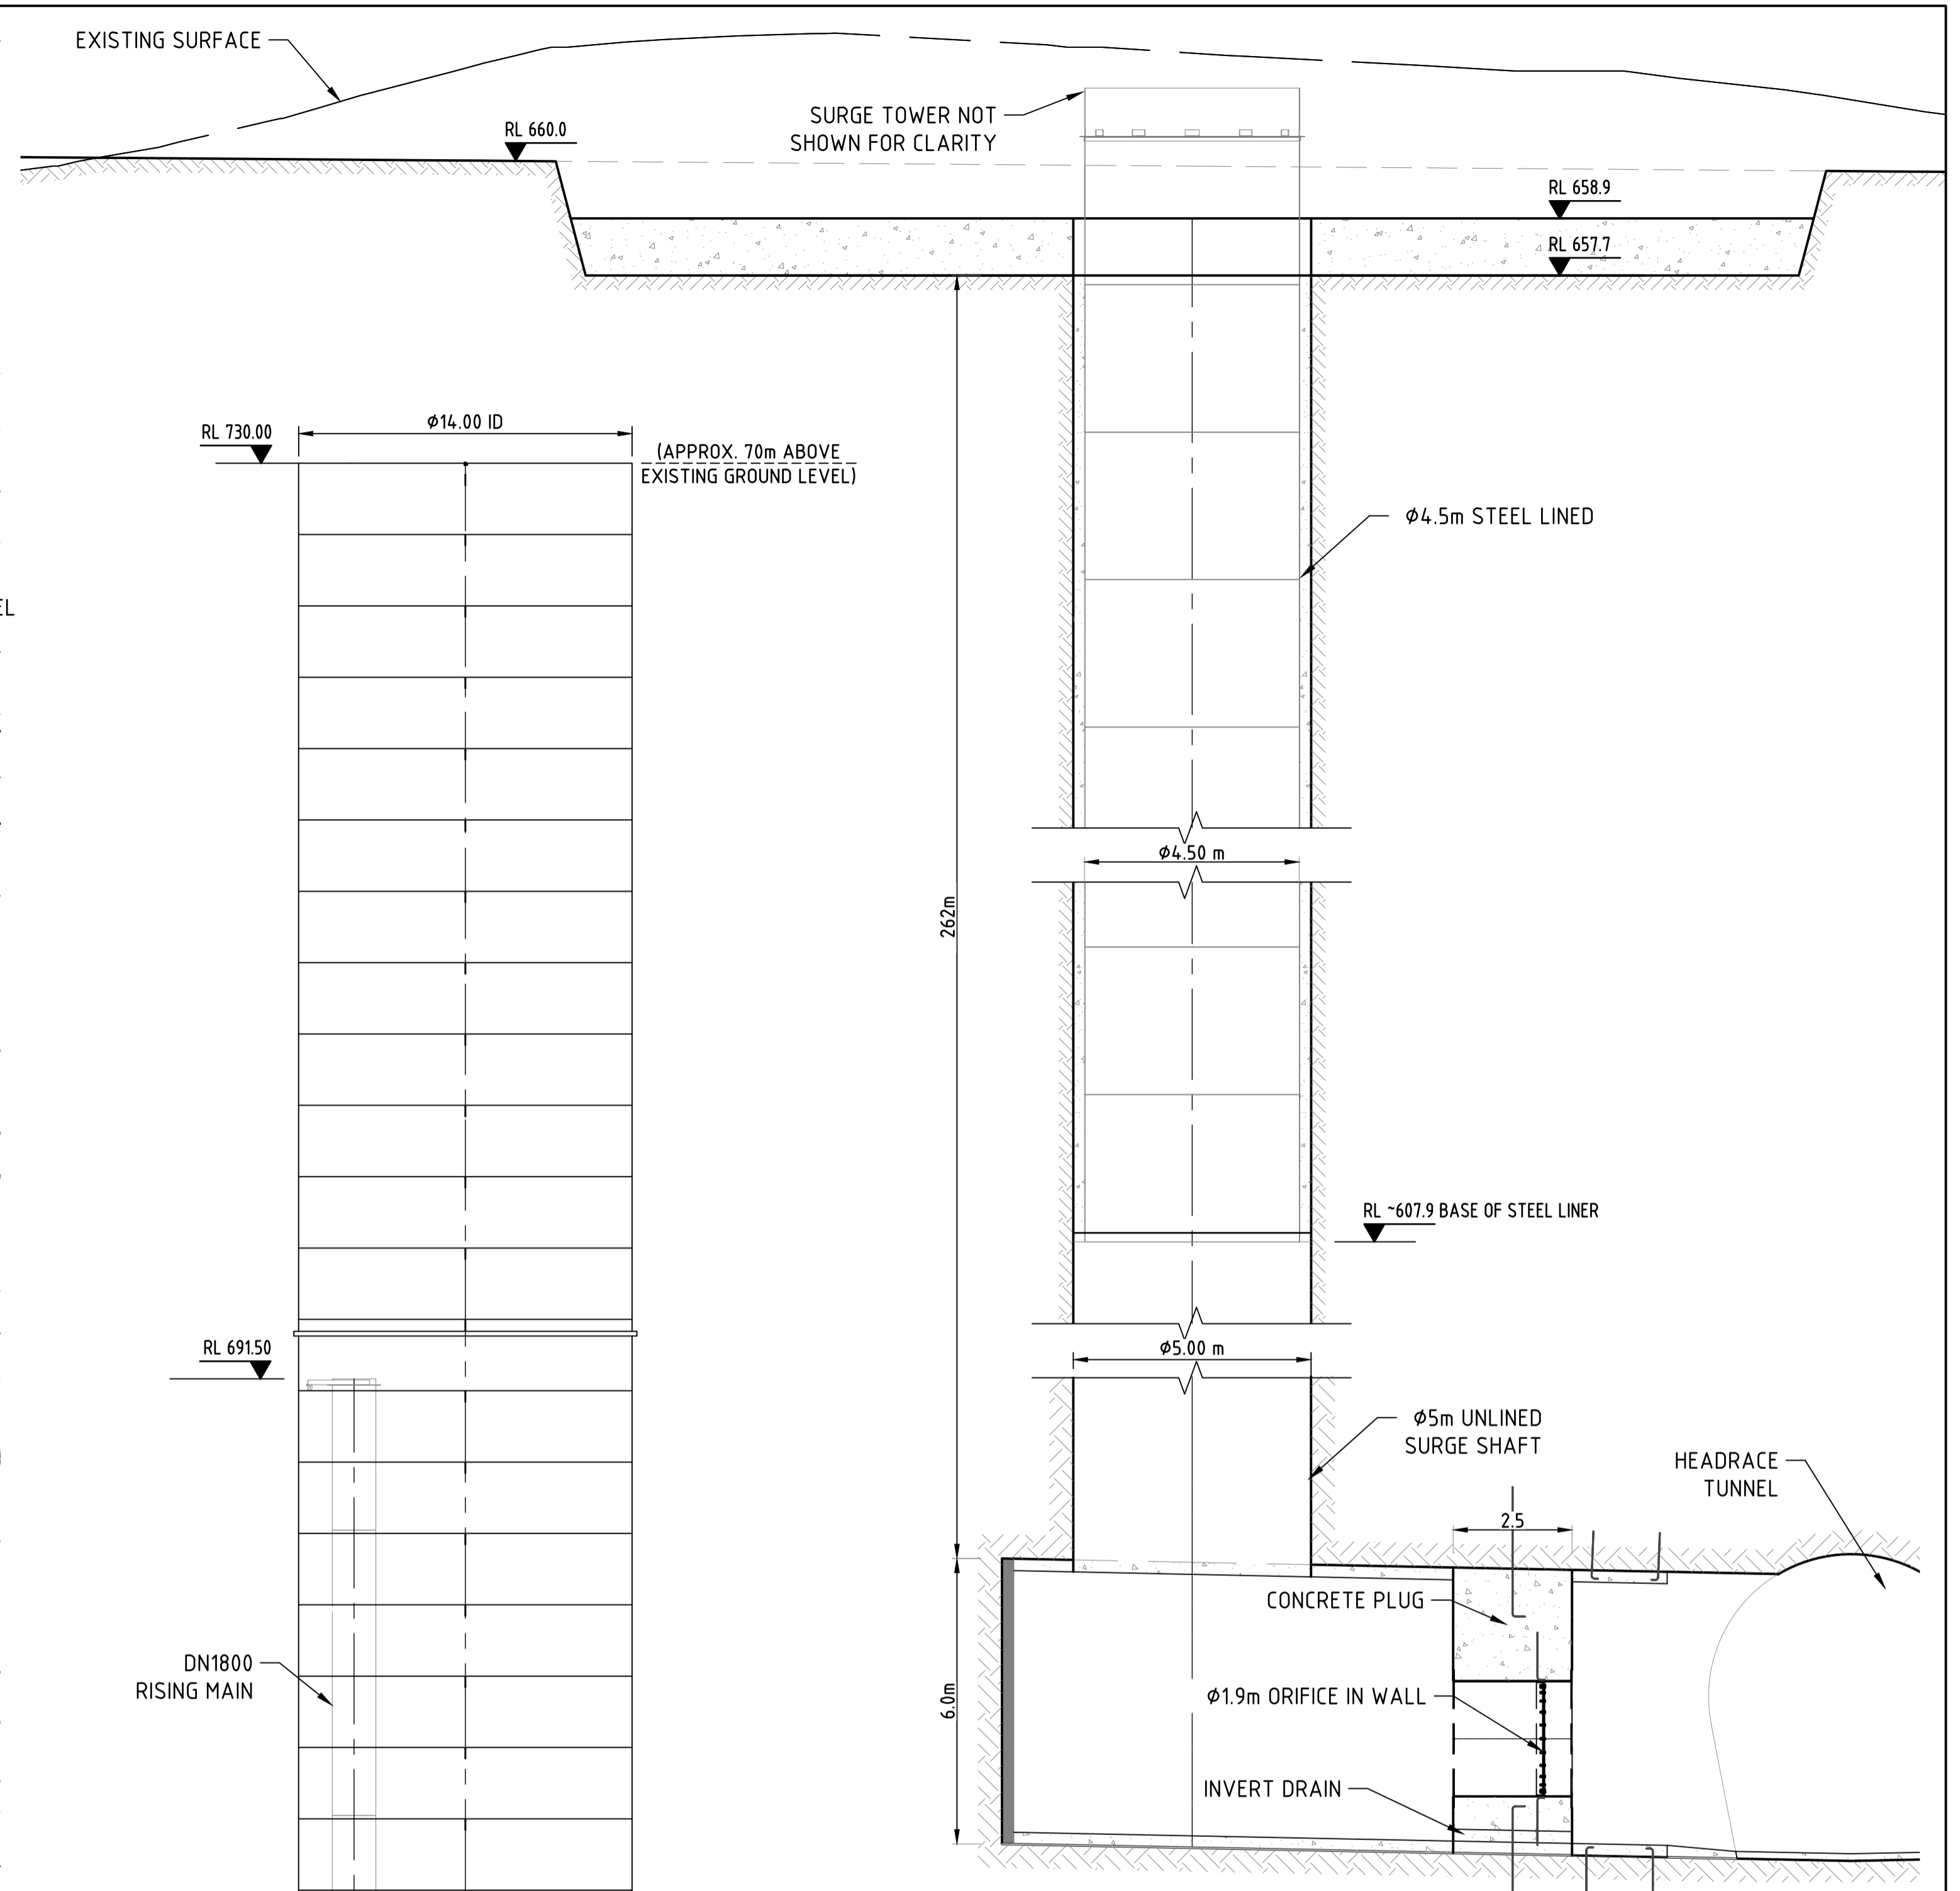 EXISTING SURFACE
SURGE TOWER NOT
SHOWN FOR CLARITY
RL 660.0
RL 658.9
RL 657.7
Ø14.00 ID
RL 730.00
(APPROX. 70m ABOVE
EXISTING GROUND LEVEL)
Ø4.5m STEEL LINED
EL
Ø4.50 m
262m
RL ~607.9 BASE OF STEEL LINER
RL 691.50
Ø5.00 m
Ø5m UNLINED
SURGE SHAFT
HEADRACE
TUNNEL
2.5
CONCRETE PLUG
DN1800
RISING MAIN
6.0m
Ø1.9m ORIFICE IN WALL
INVERT DRAIN